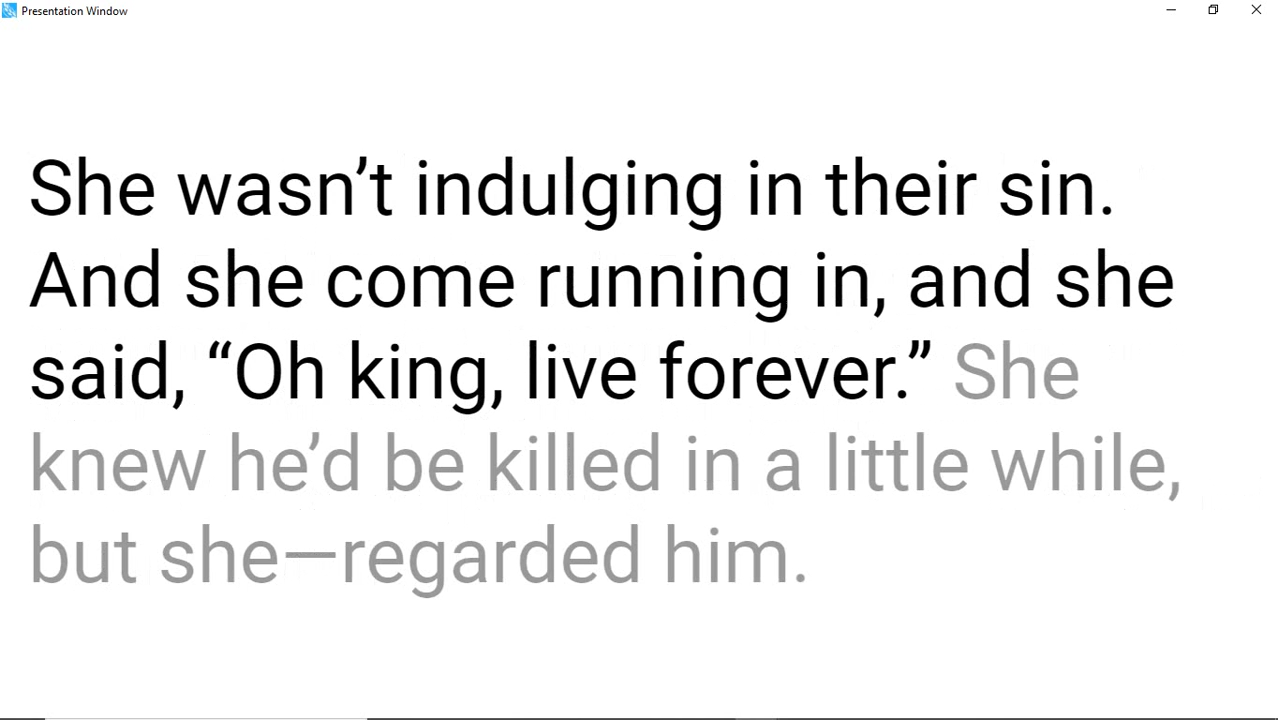 Presentation Window
She wasn’t indulging in their sin.
And she come running in, and she
said, “Oh king, live forever.” She
knew he’d be killed in a little while,
but she—regarded him.